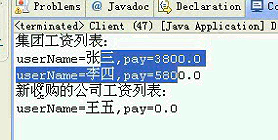 Problems @ Javadoc Declaration
<terminated> Client (47) [Java Application] D
集团工资列表：
userName=张三,pay=3800.0
userName=李四,pay=5800.0
新收购的公司工资列表：
userName=王五,pay=0.0